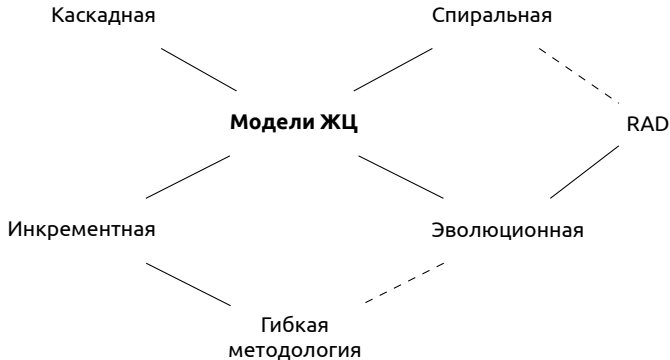 Каскадная
Спиральная
Модели ЖЦ
RAD
Инкрементная
Эволюционная
Гибкая
методология